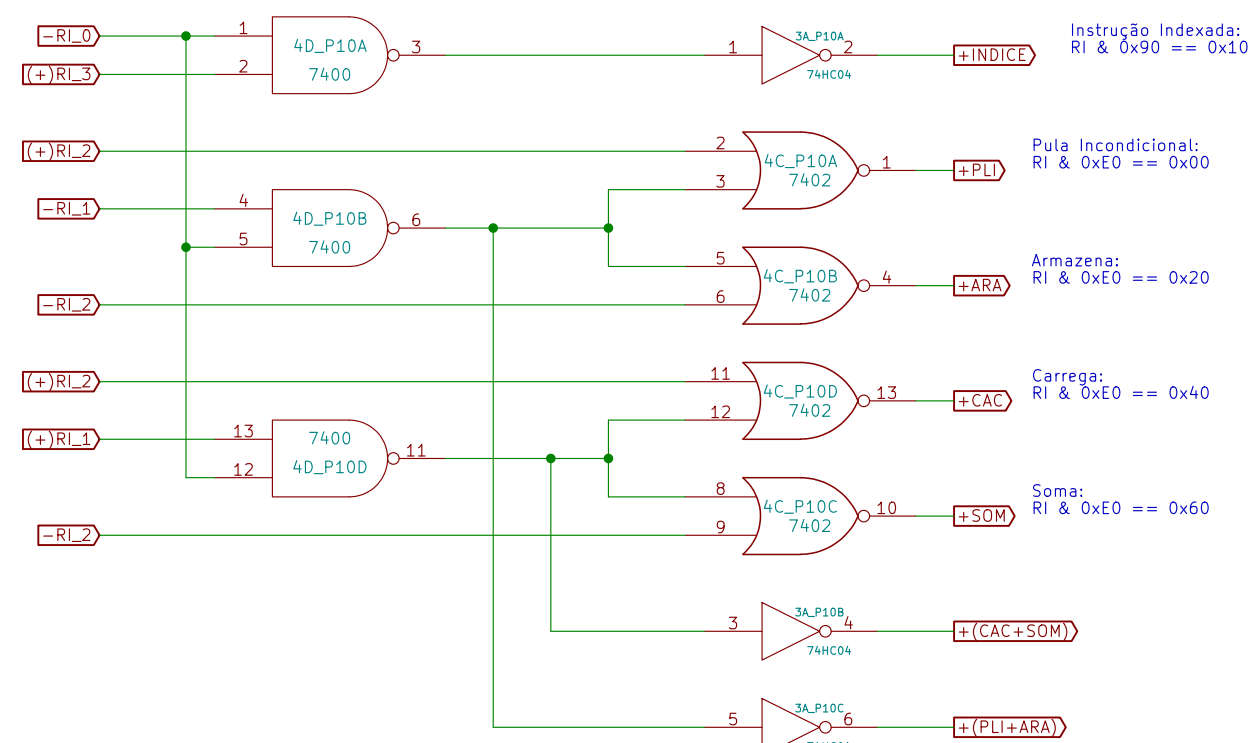 -RI_0
1
4D_P10A
7400
3
1
3A_P10A
2
74HC04
+INDICE
Instrução Indexada:
RI & 0x90 == 0x10
(+)RI_3
2
(+)RI_2
2
4C_P10A
7402
3
1
+PLI
Pula Incondicional:
RI & 0xE0 == 0x00
-RI_1
4
4D_P10B
7400
5
6
5
4C_P10B
7402
6
4
+ARA
Armazena:
RI & 0xE0 == 0x20
-RI_2
(+)RI_2
11
4C_P10D
7402
12
13
+CAC
Carrega:
RI & 0xE0 == 0x40
(+)RI_1
13
7400
4D_P10D
12
11
8
4C_P10C
7402
9
10
+SOM
Soma:
RI & 0xE0 == 0x60
-RI_2
3
3A_P10B
4
74HC04
+(CAC+SOM)
5
3A_P10C
6
+(PLI+ARA)